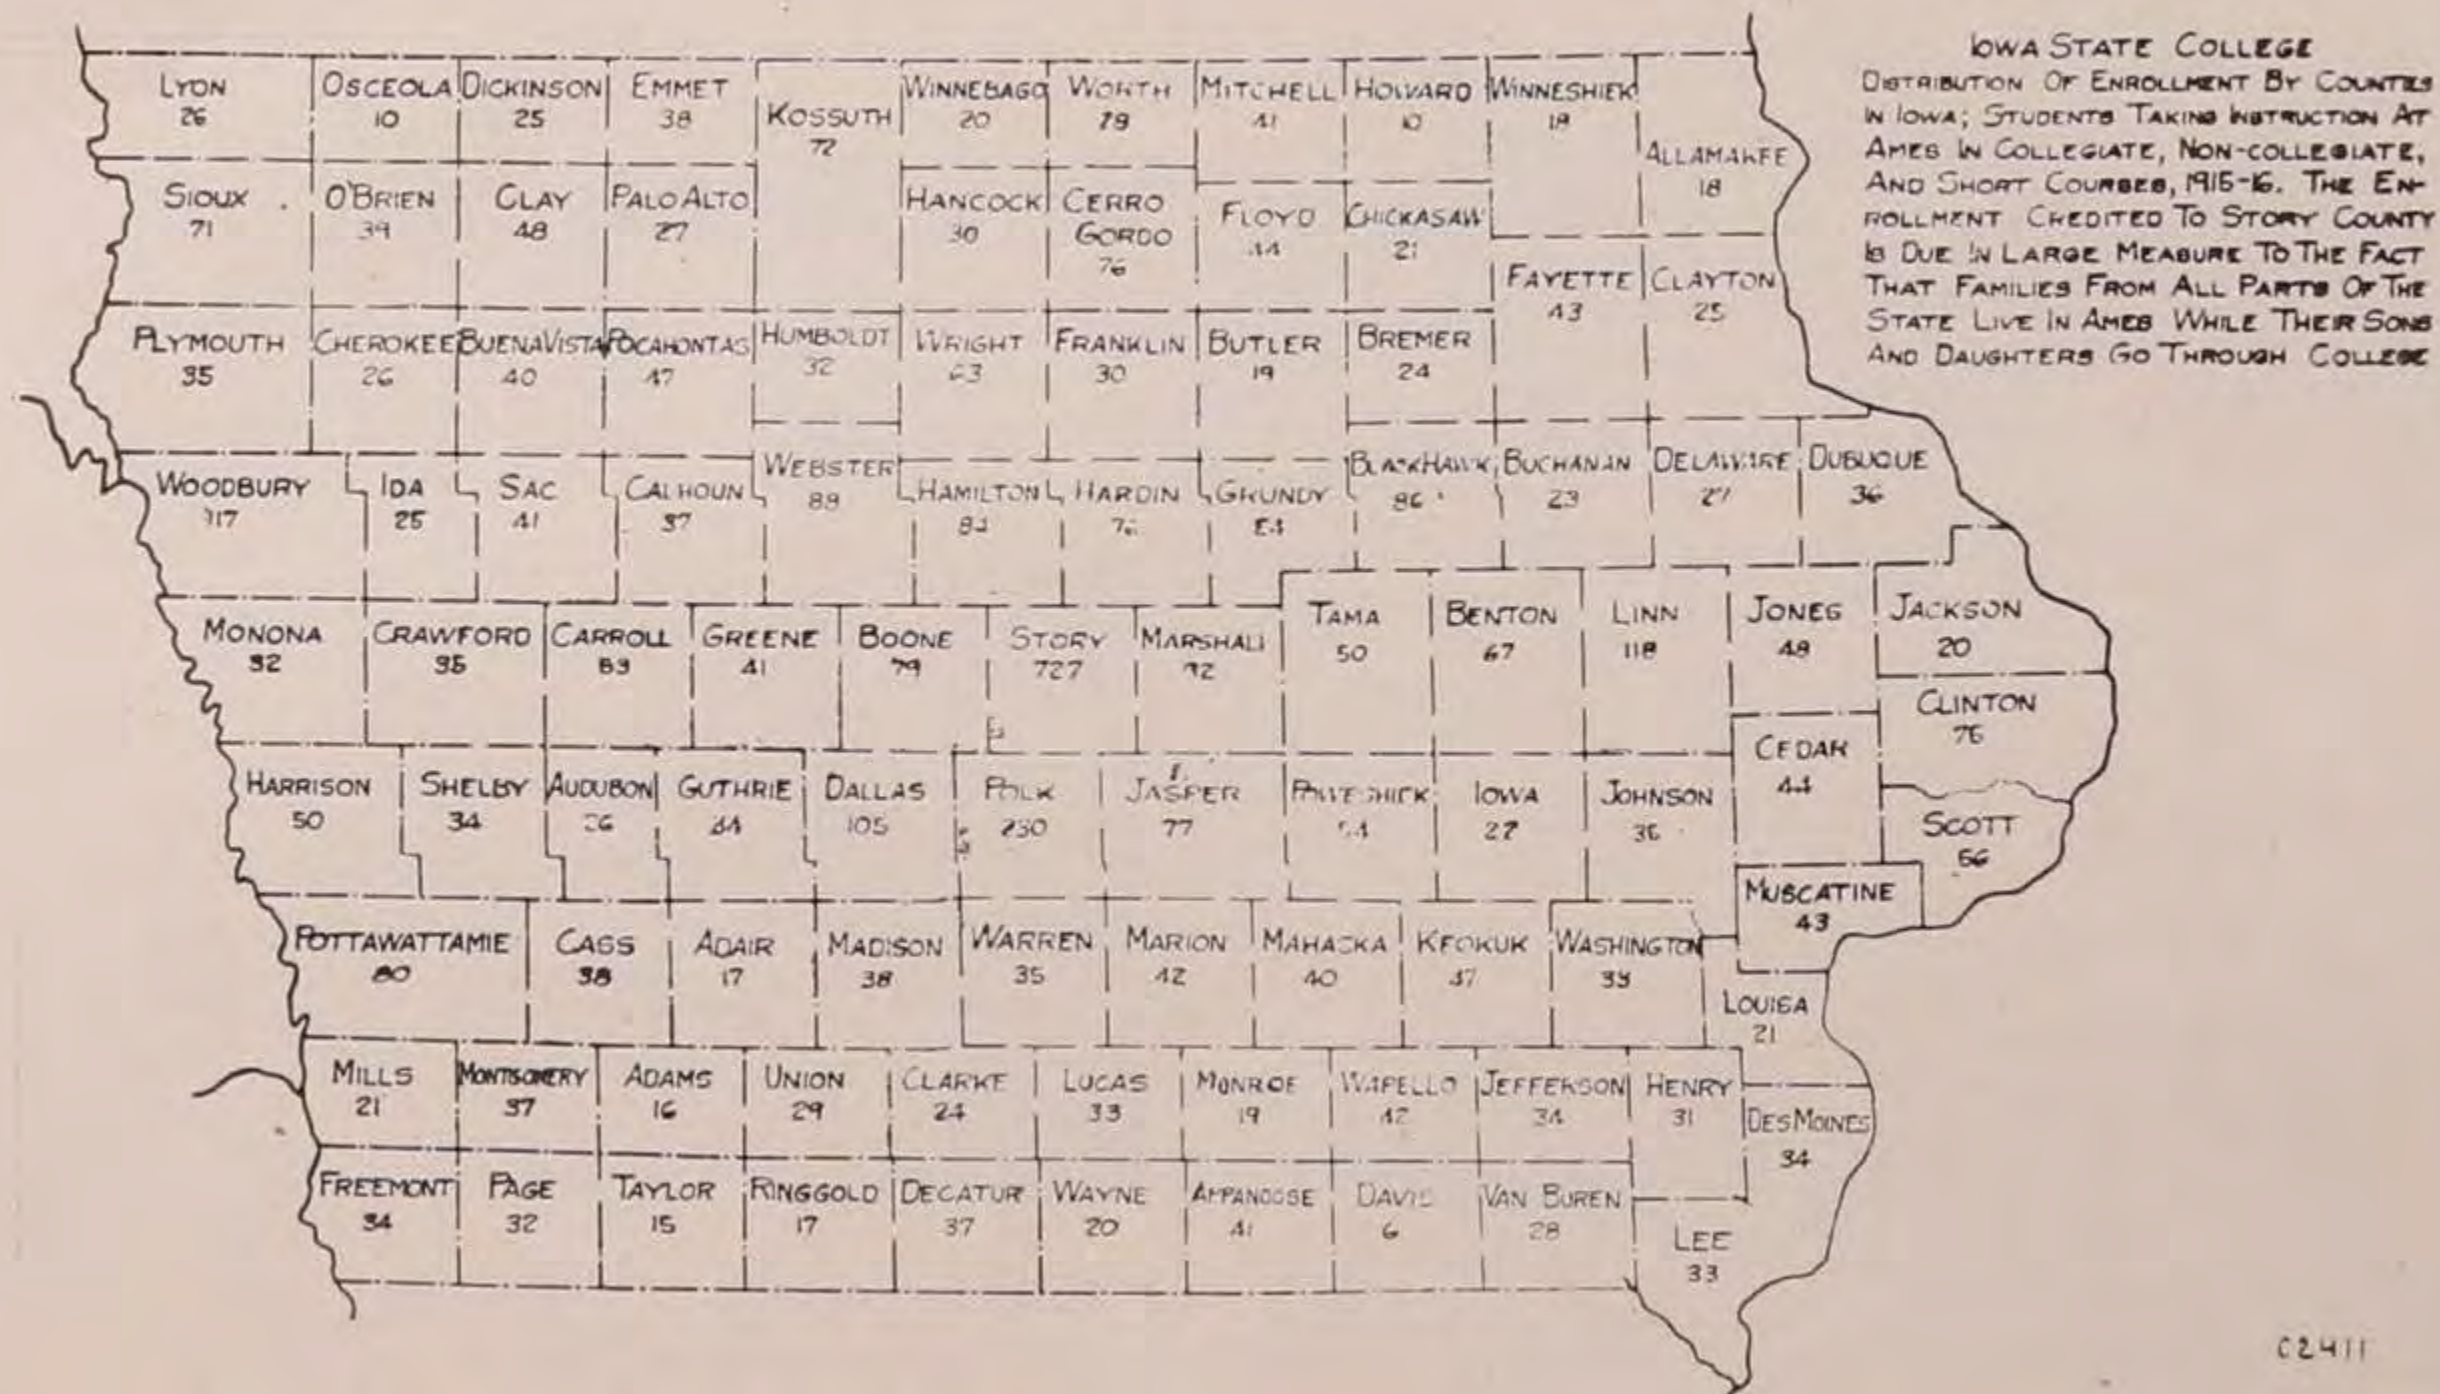 IOWA STATE COLLEGE
DISTRIBUTION OF ENROLLMENT BY COUNTIES
IN IOWA; STUDENTS TAKING INSTRUCTION AT
AMES IN COLLEGIATE, NON-COLLEGIATE,
AND SHORT COURSES, 1915-16. THE EN-
ROLLMENT CREDITED TO STORY COUNTY
IS DUE IN LARGE MEASURE TO THE FACT
THAT FAMILIES FROM ALL PARTS OF THE
STATE LIVE IN AMES WHILE THEIR SONS
AND DAUGHTERS GO THROUGH COLLEGE
LYON
26
OSCEOLA
10
DICKINSON
25
EMMET
38
KOSSUTH
72
WINNEBAGO
20
WORTH
MITCHELL
41
HOWARD
10
WINNESHIEK
ALLAMAKEE
18
SIOUX
71
O'BRIEN
39
CLAY
48
PALO ALTO
27
HANCOCK
30
CERRO
GORDO
76
FLOYD
44
CHICKASAW
21
FAYETTE
43
CLAYTON
25
PLYMOUTH
35
CHEROKEE
26
BUENA VISTA
40
POCAHONTAS
47
HUMBOLDT
32
WRIGHT
63
FRANKLIN
30
BUTLER
19
BREMER
24
WOODBURY
117
IDA
25
SAC
41
CALHOUN
37
WEBSTER
HAMILTON
HARDIN
GRUNDY
BLACK HAWK
86
BUCHANAN
23
DELAWARE
DUBUQUE
36
MONONA
32
CRAWFORD
CARROLL
GREENE
41
BOONE
79
STORY
727
MARSHALL
TAMA
50
BENTON
67
LINN
118
JONES
48
JACKSON
20
CLINTON
HARRISON
50
SHELBY
34
AUDUBON
GUTHRIE
44
DALLAS
105
POLK
JASPER
77
POWESHIEK
IOWA
JOHNSON
CEDAR
44
SCOTT
MUSCATINE
43
POTTAWATTAMIE
80
CASS
38
ADAIR
17
MADISON
38
WARREN
35
MARION
42
MAHASKA
40
KEOKUK
47
WASHINGTON
LOUISA
21
MILLS
21
MONTGOMERY
37
ADAMS
16
UNION
29
CLARKE
24
LUCAS
33
MONROE
19
WAPELLO
42
JEFFERSON
34
HENRY
31
DES MOINES
34
FREEMONT
34
PAGE
32
TAYLOR
15
RINGGOLD
17
DECATUR
37
WAYNE
20
APPANOOSE
41
DAVIS
6
VAN BUREN
28
LEE
33
C2411